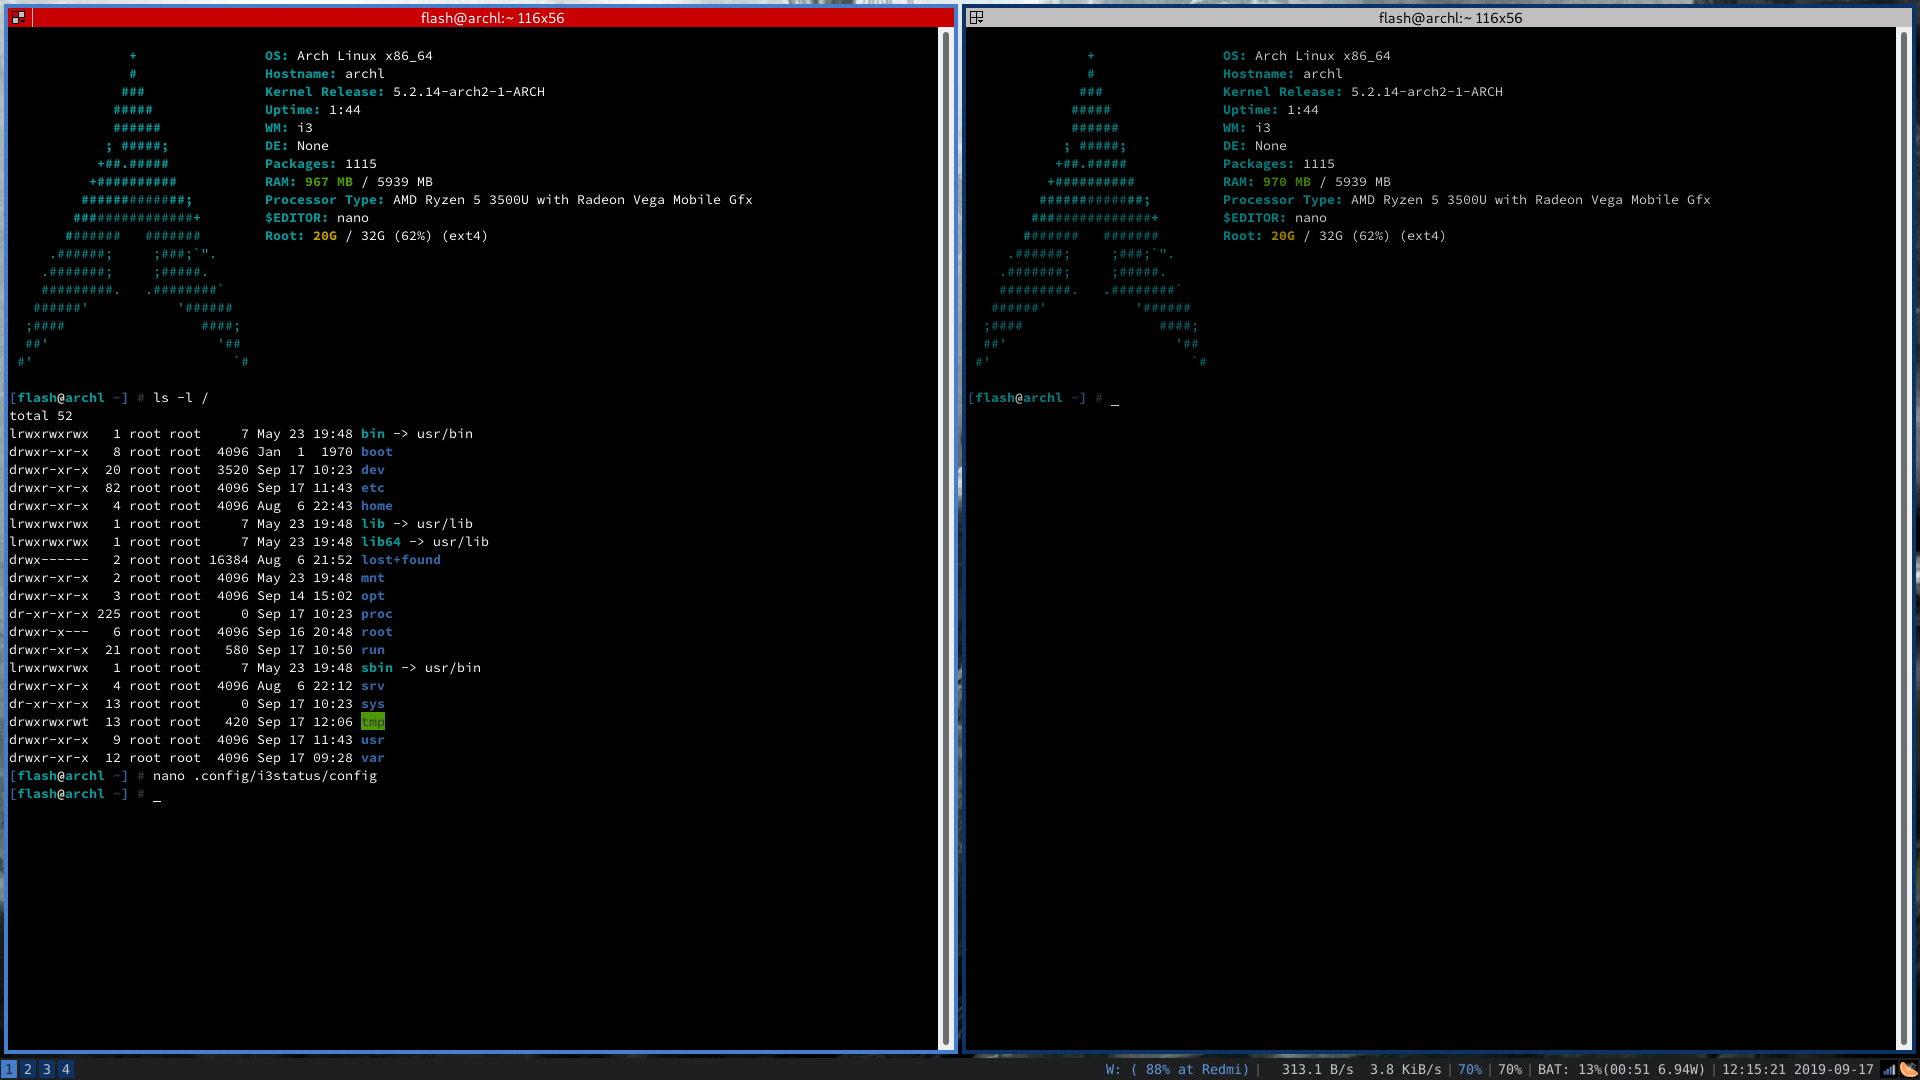 flash@archl:~ 116x56
+
#
###
#####
######
; #####;
+##.#####
+##########
#############;
###############+
####### #######
.######; ;###;`".
.#######; ;#####.
#########. .########`
######' '######
;#### ####;
##' '##
#' `#
OS: Arch Linux x86_64
Hostname: archl
Kernel Release: 5.2.14-arch2-1-ARCH
Uptime: 1:44
WM: i3
DE: None
Packages: 1115
RAM: 967 MB / 5939 MB
Processor Type: AMD Ryzen 5 3500U with Radeon Vega Mobile Gfx
$EDITOR: nano
Root: 20G / 32G (62%) (ext4)
[flash@archl ~] # ls -l /
total 52
lrwxrwxrwx 1 root root 7 May 23 19:48 bin -> usr/bin
drwxr-xr-x 8 root root 4096 Jan 1 1970 boot
drwxr-xr-x 20 root root 3520 Sep 17 10:23 dev
drwxr-xr-x 82 root root 4096 Sep 17 11:43 etc
drwxr-xr-x 4 root root 4096 Aug 6 22:43 home
lrwxrwxrwx 1 root root 7 May 23 19:48 lib -> usr/lib
lrwxrwxrwx 1 root root 7 May 23 19:48 lib64 -> usr/lib
drwx------ 2 root root 16384 Aug 6 21:52 lost+found
drwxr-xr-x 2 root root 4096 May 23 19:48 mnt
drwxr-xr-x 3 root root 4096 Sep 14 15:02 opt
dr-xr-xr-x 225 root root 0 Sep 17 10:23 proc
drwxr-x--- 6 root root 4096 Sep 16 20:48 root
drwxr-xr-x 21 root root 580 Sep 17 10:50 run
lrwxrwxrwx 1 root root 7 May 23 19:48 sbin -> usr/bin
drwxr-xr-x 4 root root 4096 Aug 6 22:12 srv
dr-xr-xr-x 13 root root 0 Sep 17 10:23 sys
drwxrwxrwt 13 root root 420 Sep 17 12:06 tmp
drwxr-xr-x 9 root root 4096 Sep 17 11:43 usr
drwxr-xr-x 12 root root 4096 Sep 17 09:28 var
[flash@archl ~] # nano .config/i3status/config
[flash@archl ~] # _
flash@archl:~ 116x56
+
#
###
#####
######
; #####;
+##.#####
+##########
#############;
###############+
####### #######
.######; ;###;`".
.#######; ;#####.
#########. .########`
######' '######
;#### ####;
##' '##
#' `#
OS: Arch Linux x86_64
Hostname: archl
Kernel Release: 5.2.14-arch2-1-ARCH
Uptime: 1:44
WM: i3
DE: None
Packages: 1115
RAM: 970 MB / 5939 MB
Processor Type: AMD Ryzen 5 3500U with Radeon Vega Mobile Gfx
$EDITOR: nano
Root: 20G / 32G (62%) (ext4)
[flash@archl ~] # _
1 2 3 4
W: ( 88% at Redmi) | 313.1 B/s 3.8 KiB/s | 70% | 70% | BAT: 13%(00:51 6.94W) | 12:15:21 2019-09-17